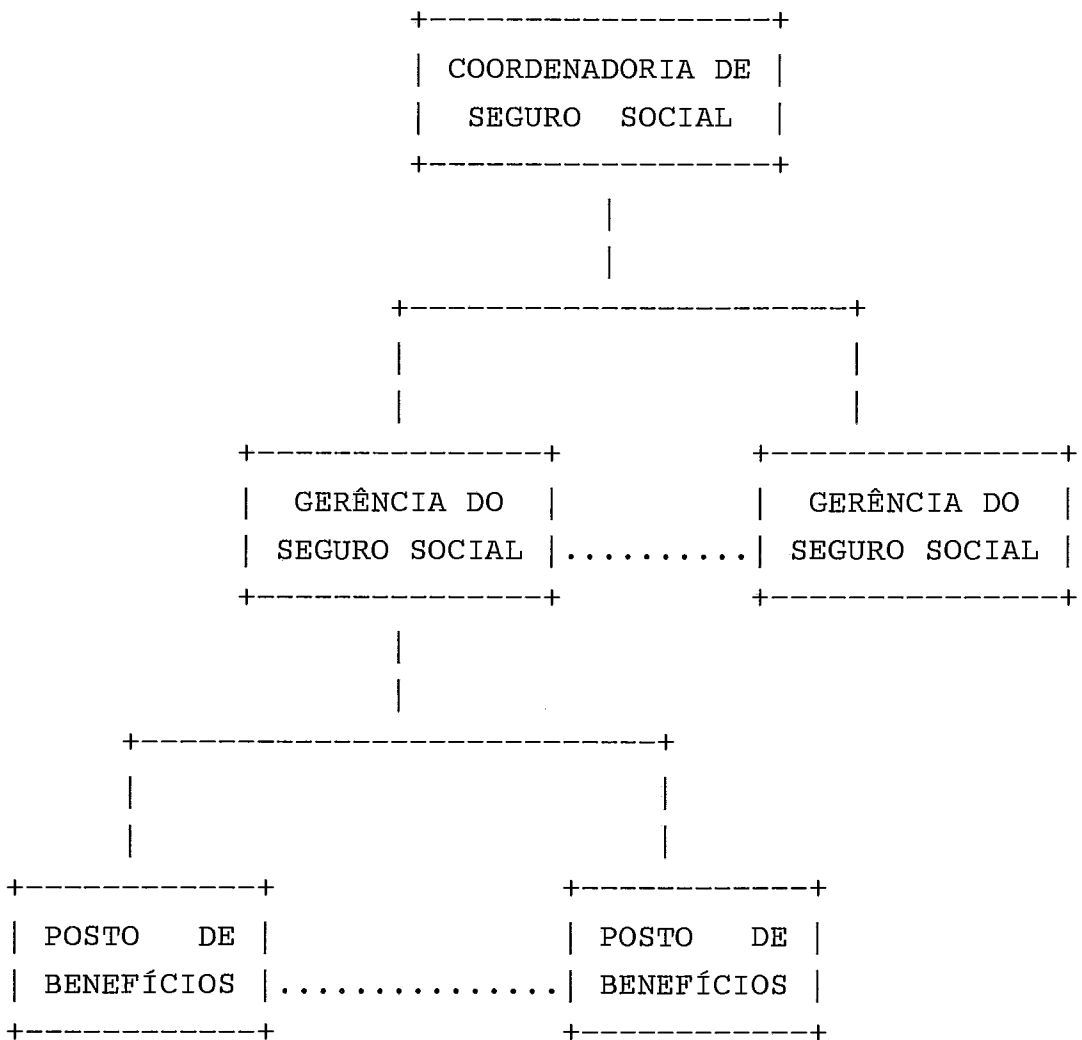 COORDENADORIA DE
SEGURO SOCIAL
GERÊNCIA DO
SEGURO SOCIAL
..........
GERÊNCIA DO
SEGURO SOCIAL
POSTO DE
BENEFÍCIOS
...............
POSTO DE
BENEFÍCIOS